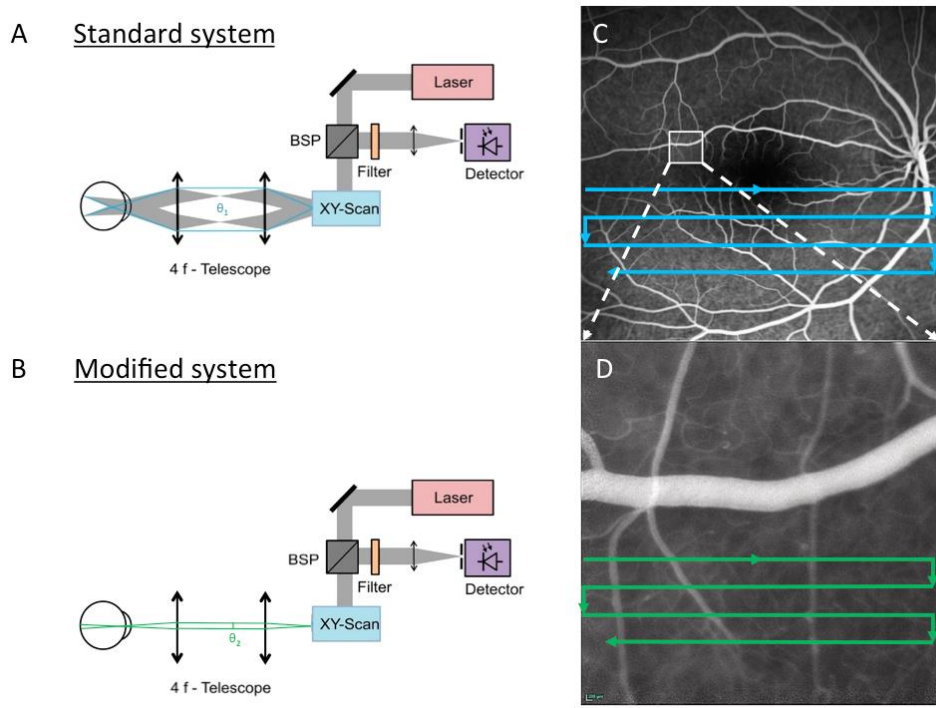 A Standard system
Laser
BSP
Filter
Detector
θ1
XY-Scan
4 f - Telescope
B Modified system
Laser
BSP
Filter
Detector
θ2
XY-Scan
4 f - Telescope
C
D